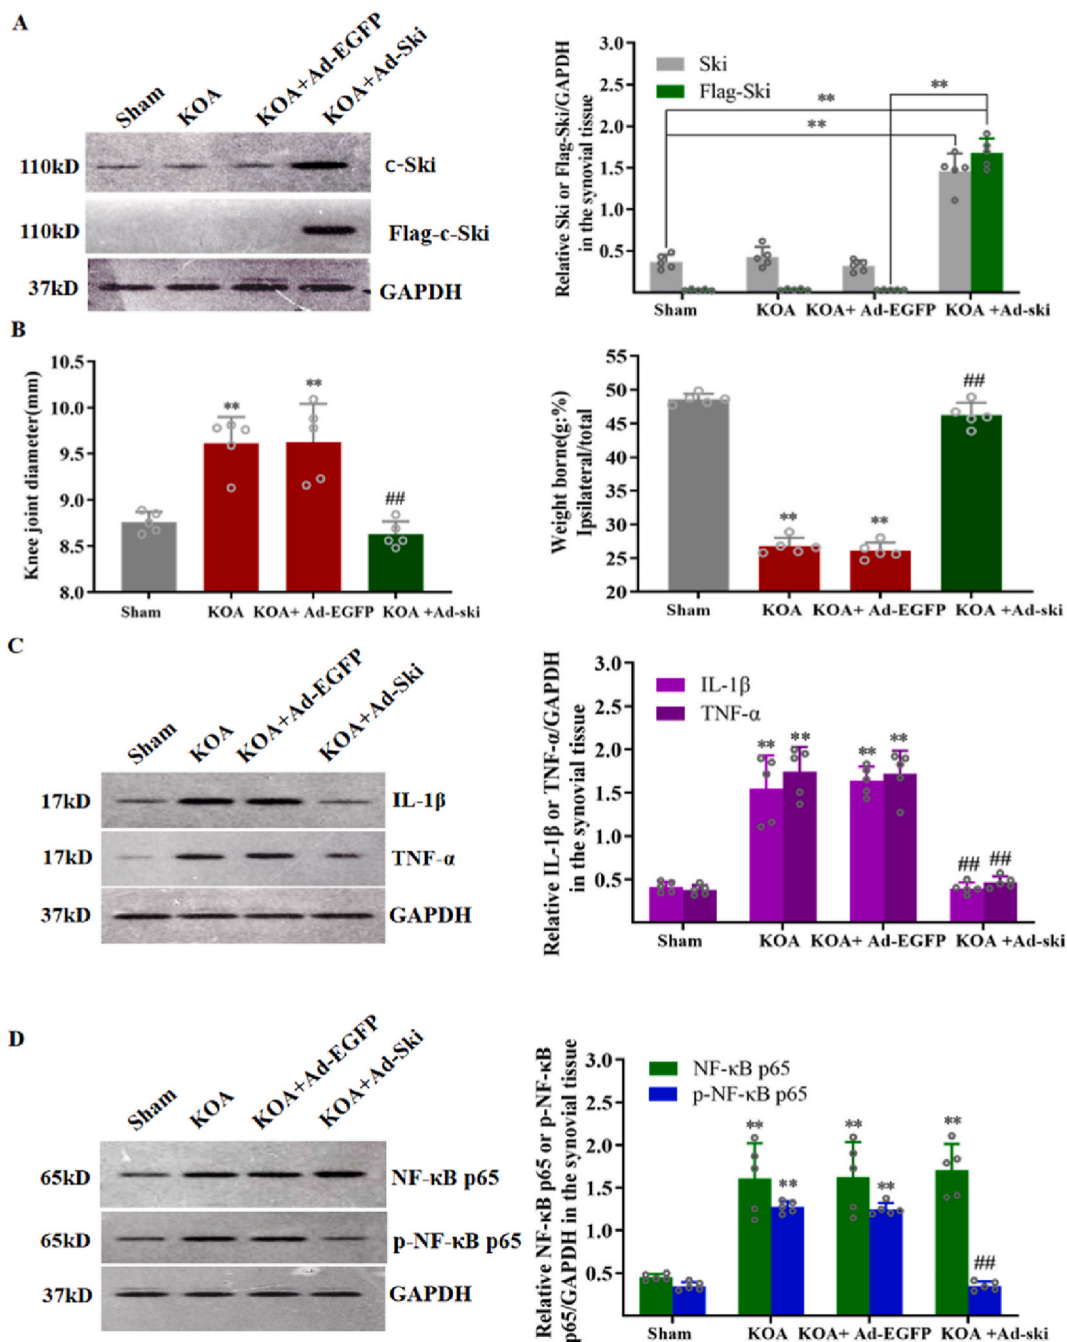 A
Sham
KOA
KOA+Ad-EGFP
KOA+Ad-Ski
110kD
c-Ski
110kD
Flag-c-Ski
37kD
GAPDH
Relative Ski or Flag-Ski/GAPDH
in the synovial tissue
3.0
2.5
2.0
1.5
1.0
0.5
Ski
Flag-Ski
**
**
**
Sham
KOA
KOA+ Ad-EGFP
KOA +Ad-ski
B
Knee joint diameter(mm)
10.5
10.0
9.5
9.0
8.5
8.0
**
**
##
Sham
KOA
KOA+ Ad-EGFP
KOA +Ad-ski
Weight borne(g:%)
Ipsilateral/total
55
50
45
40
35
30
25
20
**
**
##
Sham
KOA
KOA+ Ad-EGFP
KOA +Ad-ski
C
Sham
KOA
KOA+Ad-EGFP
KOA+Ad-Ski
17kD
IL-1β
17kD
TNF-α
37kD
GAPDH
Relative IL-1β or TNF-α/GAPDH
in the synovial tissue
3.0
2.5
2.0
1.5
1.0
0.5
IL-1β
TNF-α
**
**
**
**
##
##
Sham
KOA
KOA+ Ad-EGFP
KOA +Ad-ski
D
Sham
KOA
KOA+Ad-EGFP
KOA+Ad-Ski
65kD
NF-κB p65
65kD
p-NF-κB p65
37kD
GAPDH
Relative NF-κB p65 or p-NF-κB
p65/GAPDH in the synovial tissue
3.0
2.5
2.0
1.5
1.0
0.5
NF-κB p65
p-NF-κB p65
**
**
**
**
**
##
Sham
KOA
KOA+ Ad-EGFP
KOA +Ad-ski